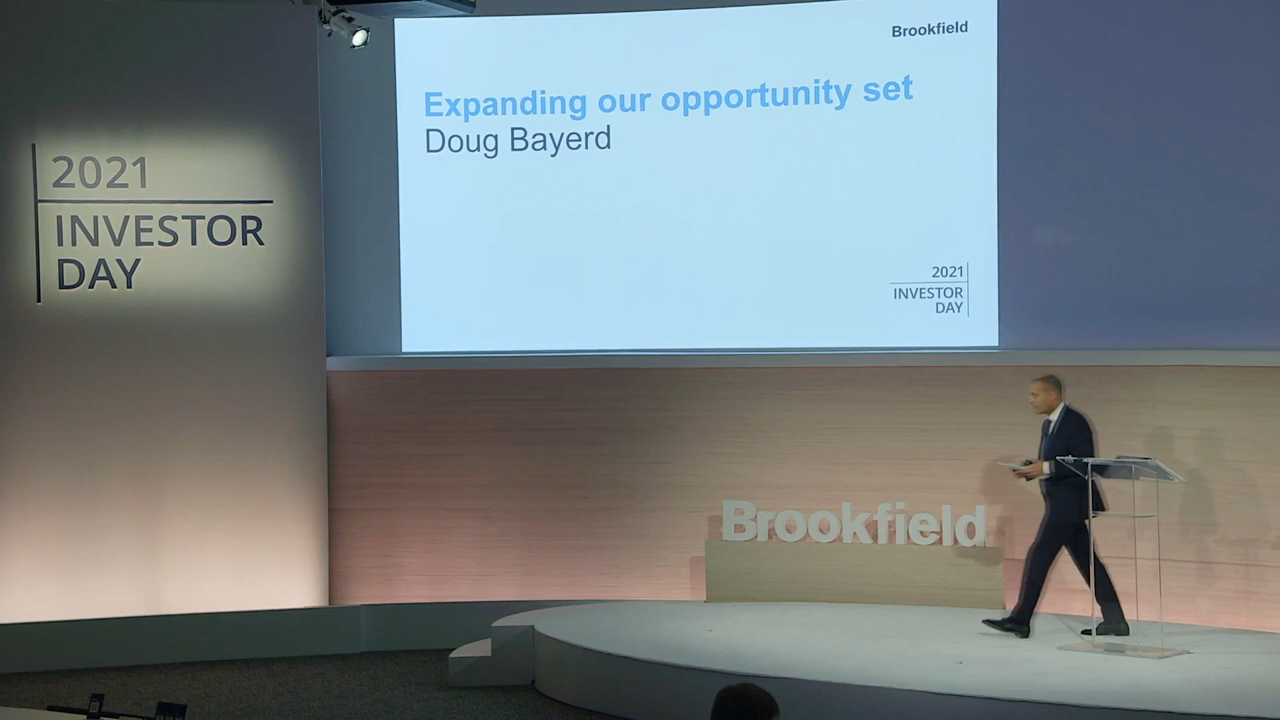 2021
INVESTOR
DAY
Brookfield
Expanding our opportunity set
Doug Bayerd
2021
INVESTOR
DAY
Brookfield